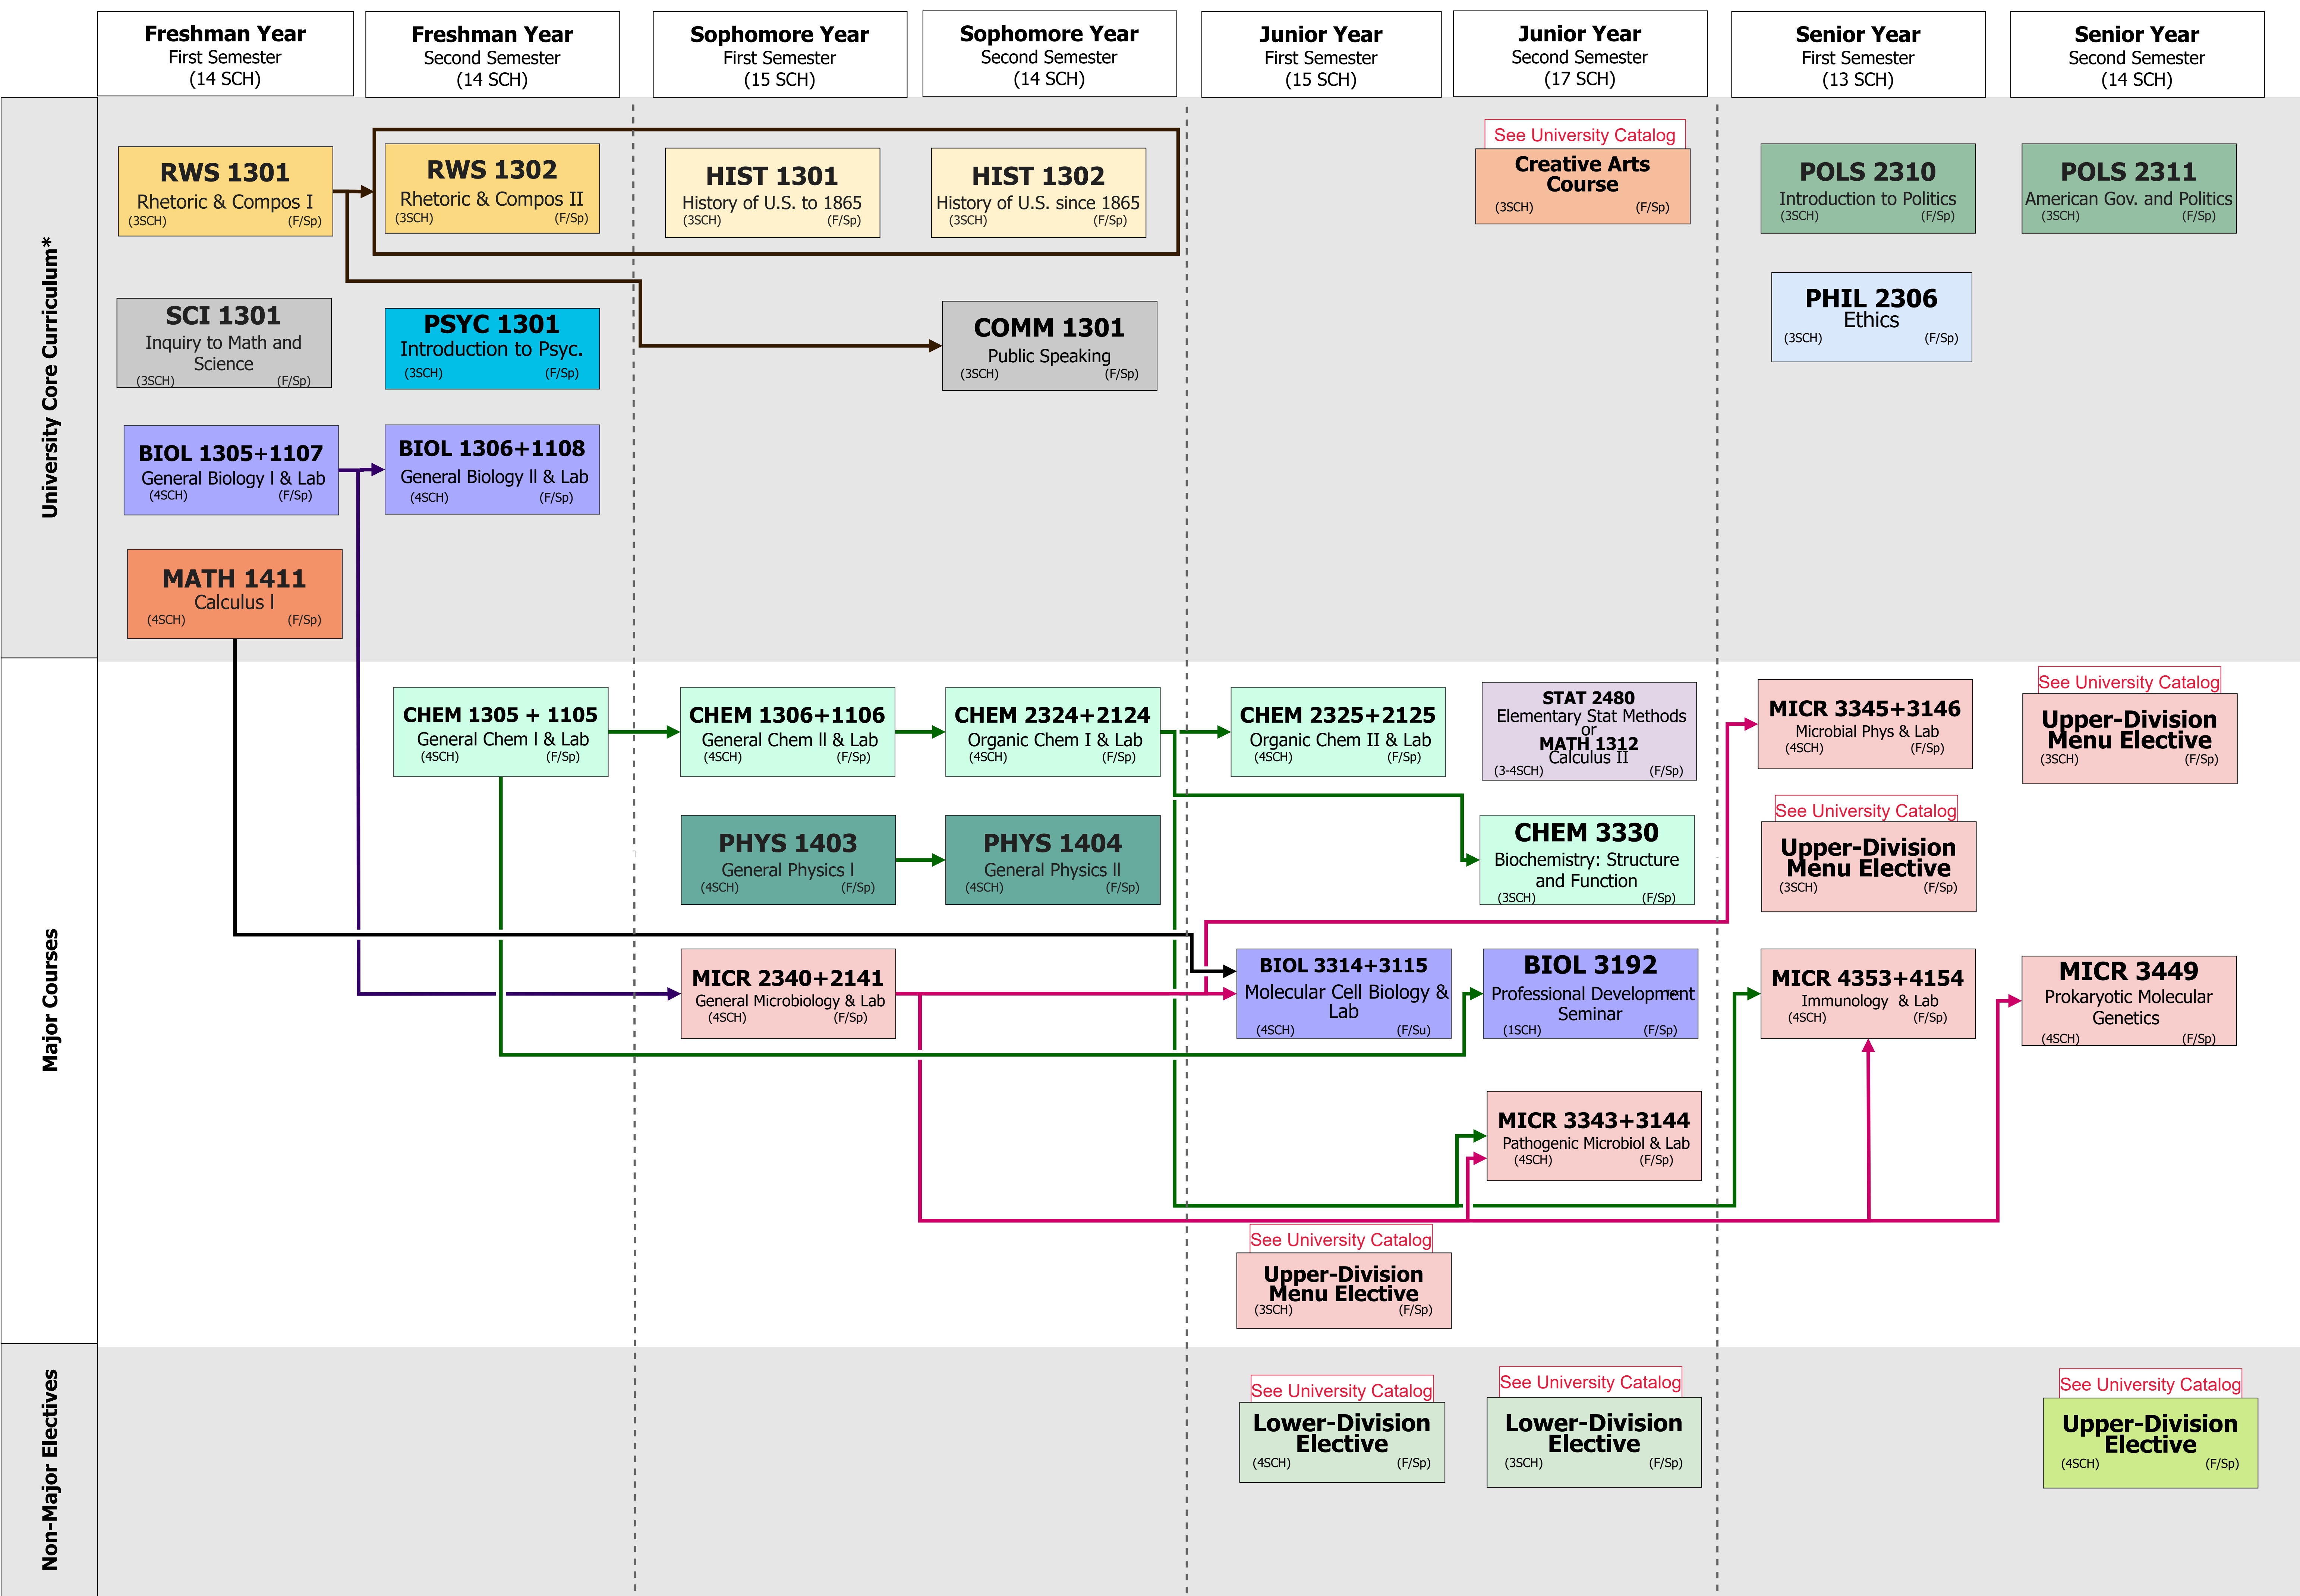 Freshman Year
First Semester
(14 SCH)
Freshman Year
Second Semester
(14 SCH)
Sophomore Year
First Semester
(15 SCH)
Sophomore Year
Second Semester
(14 SCH)
Junior Year
First Semester
(15 SCH)
Junior Year
Second Semester
(17 SCH)
Senior Year
First Semester
(13 SCH)
Senior Year
Second Semester
(14 SCH)
University Core Curriculum*
RWS 1301
Rhetoric & Compos I
(3SCH) (F/Sp)
RWS 1302
Rhetoric & Compos II
(3SCH) (F/Sp)
HIST 1301
History of U.S. to 1865
(3SCH) (F/Sp)
HIST 1302
History of U.S. since 1865
(3SCH) (F/Sp)
See University Catalog
Creative Arts
Course
(3SCH) (F/Sp)
POLS 2310
Introduction to Politics
(3SCH) (F/Sp)
POLS 2311
American Gov. and Politics
(3SCH) (F/Sp)
SCI 1301
Inquiry to Math and
Science
(3SCH) (F/Sp)
PSYC 1301
Introduction to Psyc.
(3SCH) (F/Sp)
COMM 1301
Public Speaking
(3SCH) (F/Sp)
PHIL 2306
Ethics
(3SCH) (F/Sp)
BIOL 1305+1107
General Biology l & Lab
(4SCH) (F/Sp)
BIOL 1306+1108
General Biology ll & Lab
(4SCH) (F/Sp)
MATH 1411
Calculus l
(4SCH) (F/Sp)
Major Courses
CHEM 1305 + 1105
General Chem l & Lab
(4SCH) (F/Sp)
CHEM 1306+1106
General Chem ll & Lab
(4SCH) (F/Sp)
CHEM 2324+2124
Organic Chem I & Lab
(4SCH) (F/Sp)
CHEM 2325+2125
Organic Chem II & Lab
(4SCH) (F/Sp)
STAT 2480
Elementary Stat Methods
or
MATH 1312
Calculus II
(3-4SCH) (F/Sp)
MICR 3345+3146
Microbial Phys & Lab
(4SCH) (F/Sp)
See University Catalog
Upper-Division
Menu Elective
(3SCH) (F/Sp)
PHYS 1403
General Physics l
(4SCH) (F/Sp)
PHYS 1404
General Physics ll
(4SCH) (F/Sp)
CHEM 3330
Biochemistry: Structure
and Function
(3SCH) (F/Sp)
See University Catalog
Upper-Division
Menu Elective
(3SCH) (F/Sp)
MICR 2340+2141
General Microbiology & Lab
(4SCH) (F/Sp)
BIOL 3314+3115
Molecular Cell Biology &
Lab
(4SCH) (F/Su)
BIOL 3192
Professional Development
Seminar
(1SCH) (F/Sp)
MICR 4353+4154
Immunology & Lab
(4SCH) (F/Sp)
MICR 3449
Prokaryotic Molecular
Genetics
(4SCH) (F/Sp)
MICR 3343+3144
Pathogenic Microbiol & Lab
(4SCH) (F/Sp)
See University Catalog
Upper-Division
Menu Elective
(3SCH) (F/Sp)
Non-Major Electives
See University Catalog
Lower-Division
Elective
(4SCH) (F/Sp)
See University Catalog
Lower-Division
Elective
(3SCH) (F/Sp)
See University Catalog
Upper-Division
Elective
(4SCH) (F/Sp)